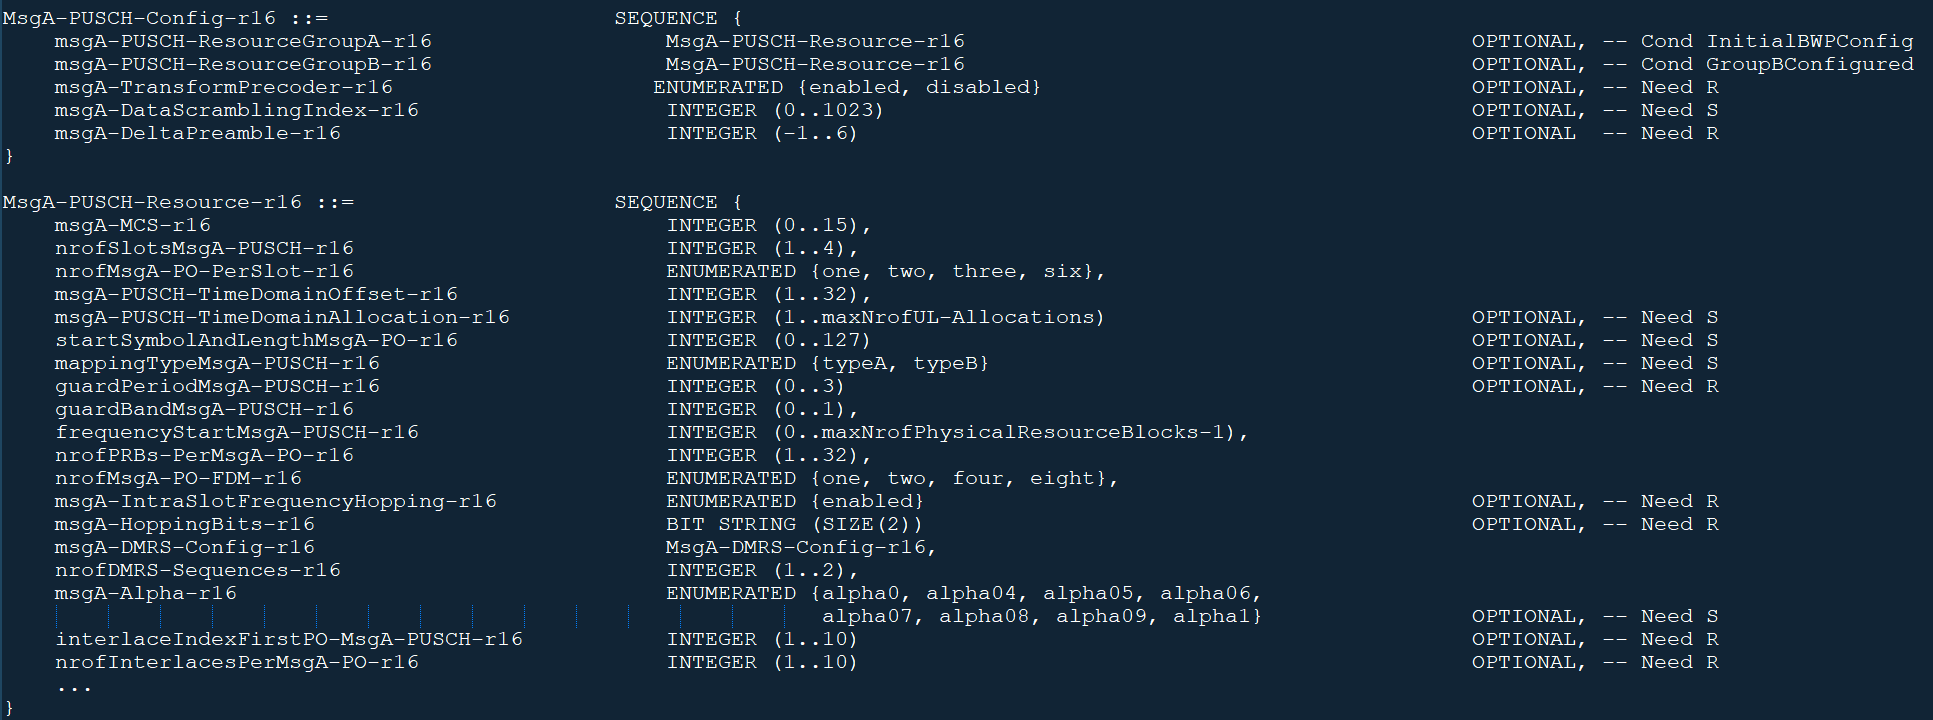 MsgA-PUSCH-Config-r16 ::= SEQUENCE {
msgA-PUSCH-ResourceGroupA-r16 MsgA-PUSCH-Resource-r16 OPTIONAL, -- Cond InitialBWPConfig
msgA-PUSCH-ResourceGroupB-r16 MsgA-PUSCH-Resource-r16 OPTIONAL, -- Cond GroupBConfigured
msgA-TransformPrecoder-r16 ENUMERATED {enabled, disabled} OPTIONAL, -- Need R
msgA-DataScramblingIndex-r16 INTEGER (0..1023) OPTIONAL, -- Need S
msgA-DeltaPreamble-r16 INTEGER (-1..6) OPTIONAL -- Need R
}
MsgA-PUSCH-Resource-r16 ::= SEQUENCE {
msgA-MCS-r16 INTEGER (0..15),
nrofSlotsMsgA-PUSCH-r16 INTEGER (1..4),
nrofMsgA-PO-PerSlot-r16 ENUMERATED {one, two, three, six},
msgA-PUSCH-TimeDomainOffset-r16 INTEGER (1..32),
msgA-PUSCH-TimeDomainAllocation-r16 INTEGER (1..maxNrofUL-Allocations) OPTIONAL, -- Need S
startSymbolAndLengthMsgA-PO-r16 INTEGER (0..127) OPTIONAL, -- Need S
mappingTypeMsgA-PUSCH-r16 ENUMERATED {typeA, typeB} OPTIONAL, -- Need S
guardPeriodMsgA-PUSCH-r16 INTEGER (0..3) OPTIONAL, -- Need R
guardBandMsgA-PUSCH-r16 INTEGER (0..1),
frequencyStartMsgA-PUSCH-r16 INTEGER (0..maxNrofPhysicalResourceBlocks-1),
nrofPRBs-PerMsgA-PO-r16 INTEGER (1..32),
nrofMsgA-PO-FDM-r16 ENUMERATED {one, two, four, eight},
msgA-IntraSlotFrequencyHopping-r16 ENUMERATED {enabled} OPTIONAL, -- Need R
msgA-HoppingBits-r16 BIT STRING (SIZE(2)) OPTIONAL, -- Need R
msgA-DMRS-Config-r16 MsgA-DMRS-Config-r16,
nrofDMRS-Sequences-r16 INTEGER (1..2),
msgA-Alpha-r16 ENUMERATED {alpha0, alpha04, alpha05, alpha06,
alpha07, alpha08, alpha09, alpha1} OPTIONAL, -- Need S
interlaceIndexFirstPO-MsgA-PUSCH-r16 INTEGER (1..10) OPTIONAL, -- Need R
nrofInterlacesPerMsgA-PO-r16 INTEGER (1..10) OPTIONAL, -- Need R
...
}